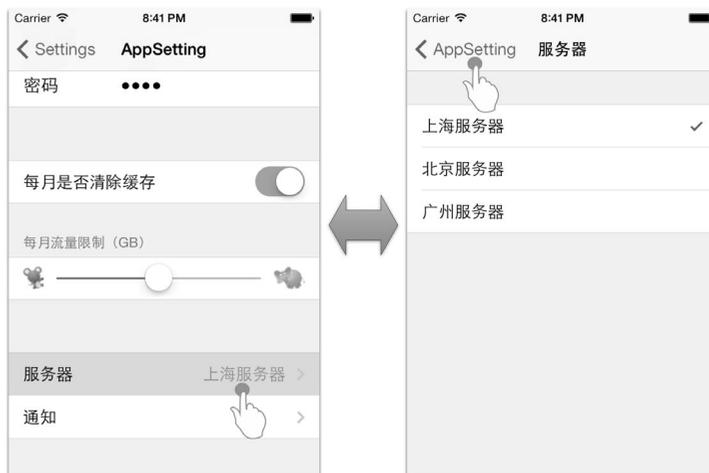 Carrier 8:41 PM
Settings AppSetting
密码 ••••
每月是否清除缓存
每月流量限制（GB）
服务器 上海服务器
通知
Carrier 8:41 PM
AppSetting 服务器
上海服务器
北京服务器
广州服务器